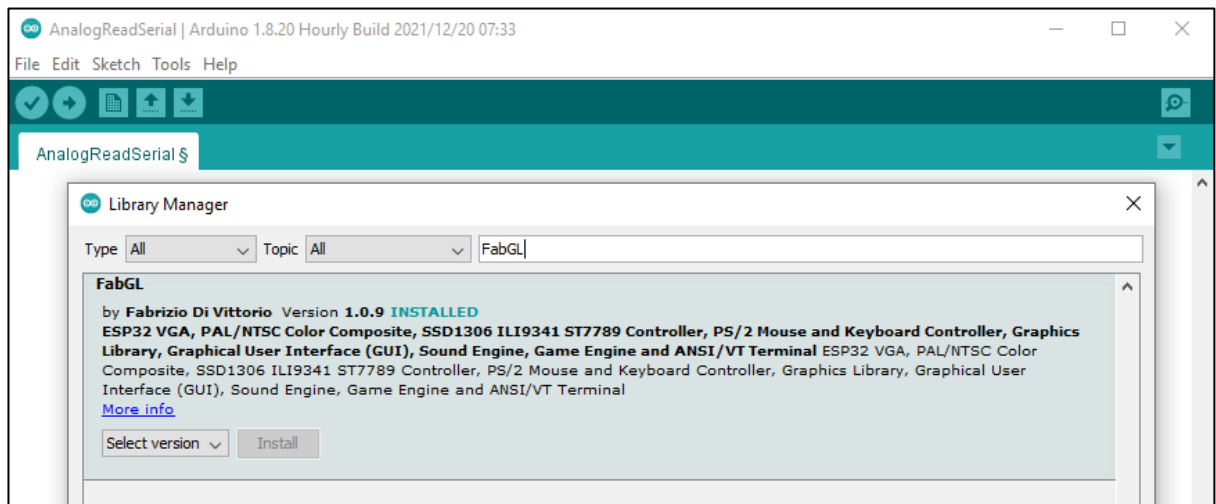 AnalogReadSerial | Arduino 1.8.20 Hourly Build 2021/12/20 07:33
File Edit Sketch Tools Help
AnalogReadSerial §
Library Manager
Type All Topic All FabGL
FabGL
by Fabrizio Di Vittorio Version 1.0.9 INSTALLED
ESP32 VGA, PAL/NTSC Color Composite, SSD1306 ILI9341 ST7789 Controller, PS/2 Mouse and Keyboard Controller, Graphics
Library, Graphical User Interface (GUI), Sound Engine, Game Engine and ANSI/VT Terminal ESP32 VGA, PAL/NTSC Color
Composite, SSD1306 ILI9341 ST7789 Controller, PS/2 Mouse and Keyboard Controller, Graphics Library, Graphical User
Interface (GUI), Sound Engine, Game Engine and ANSI/VT Terminal
More info
Select version Install